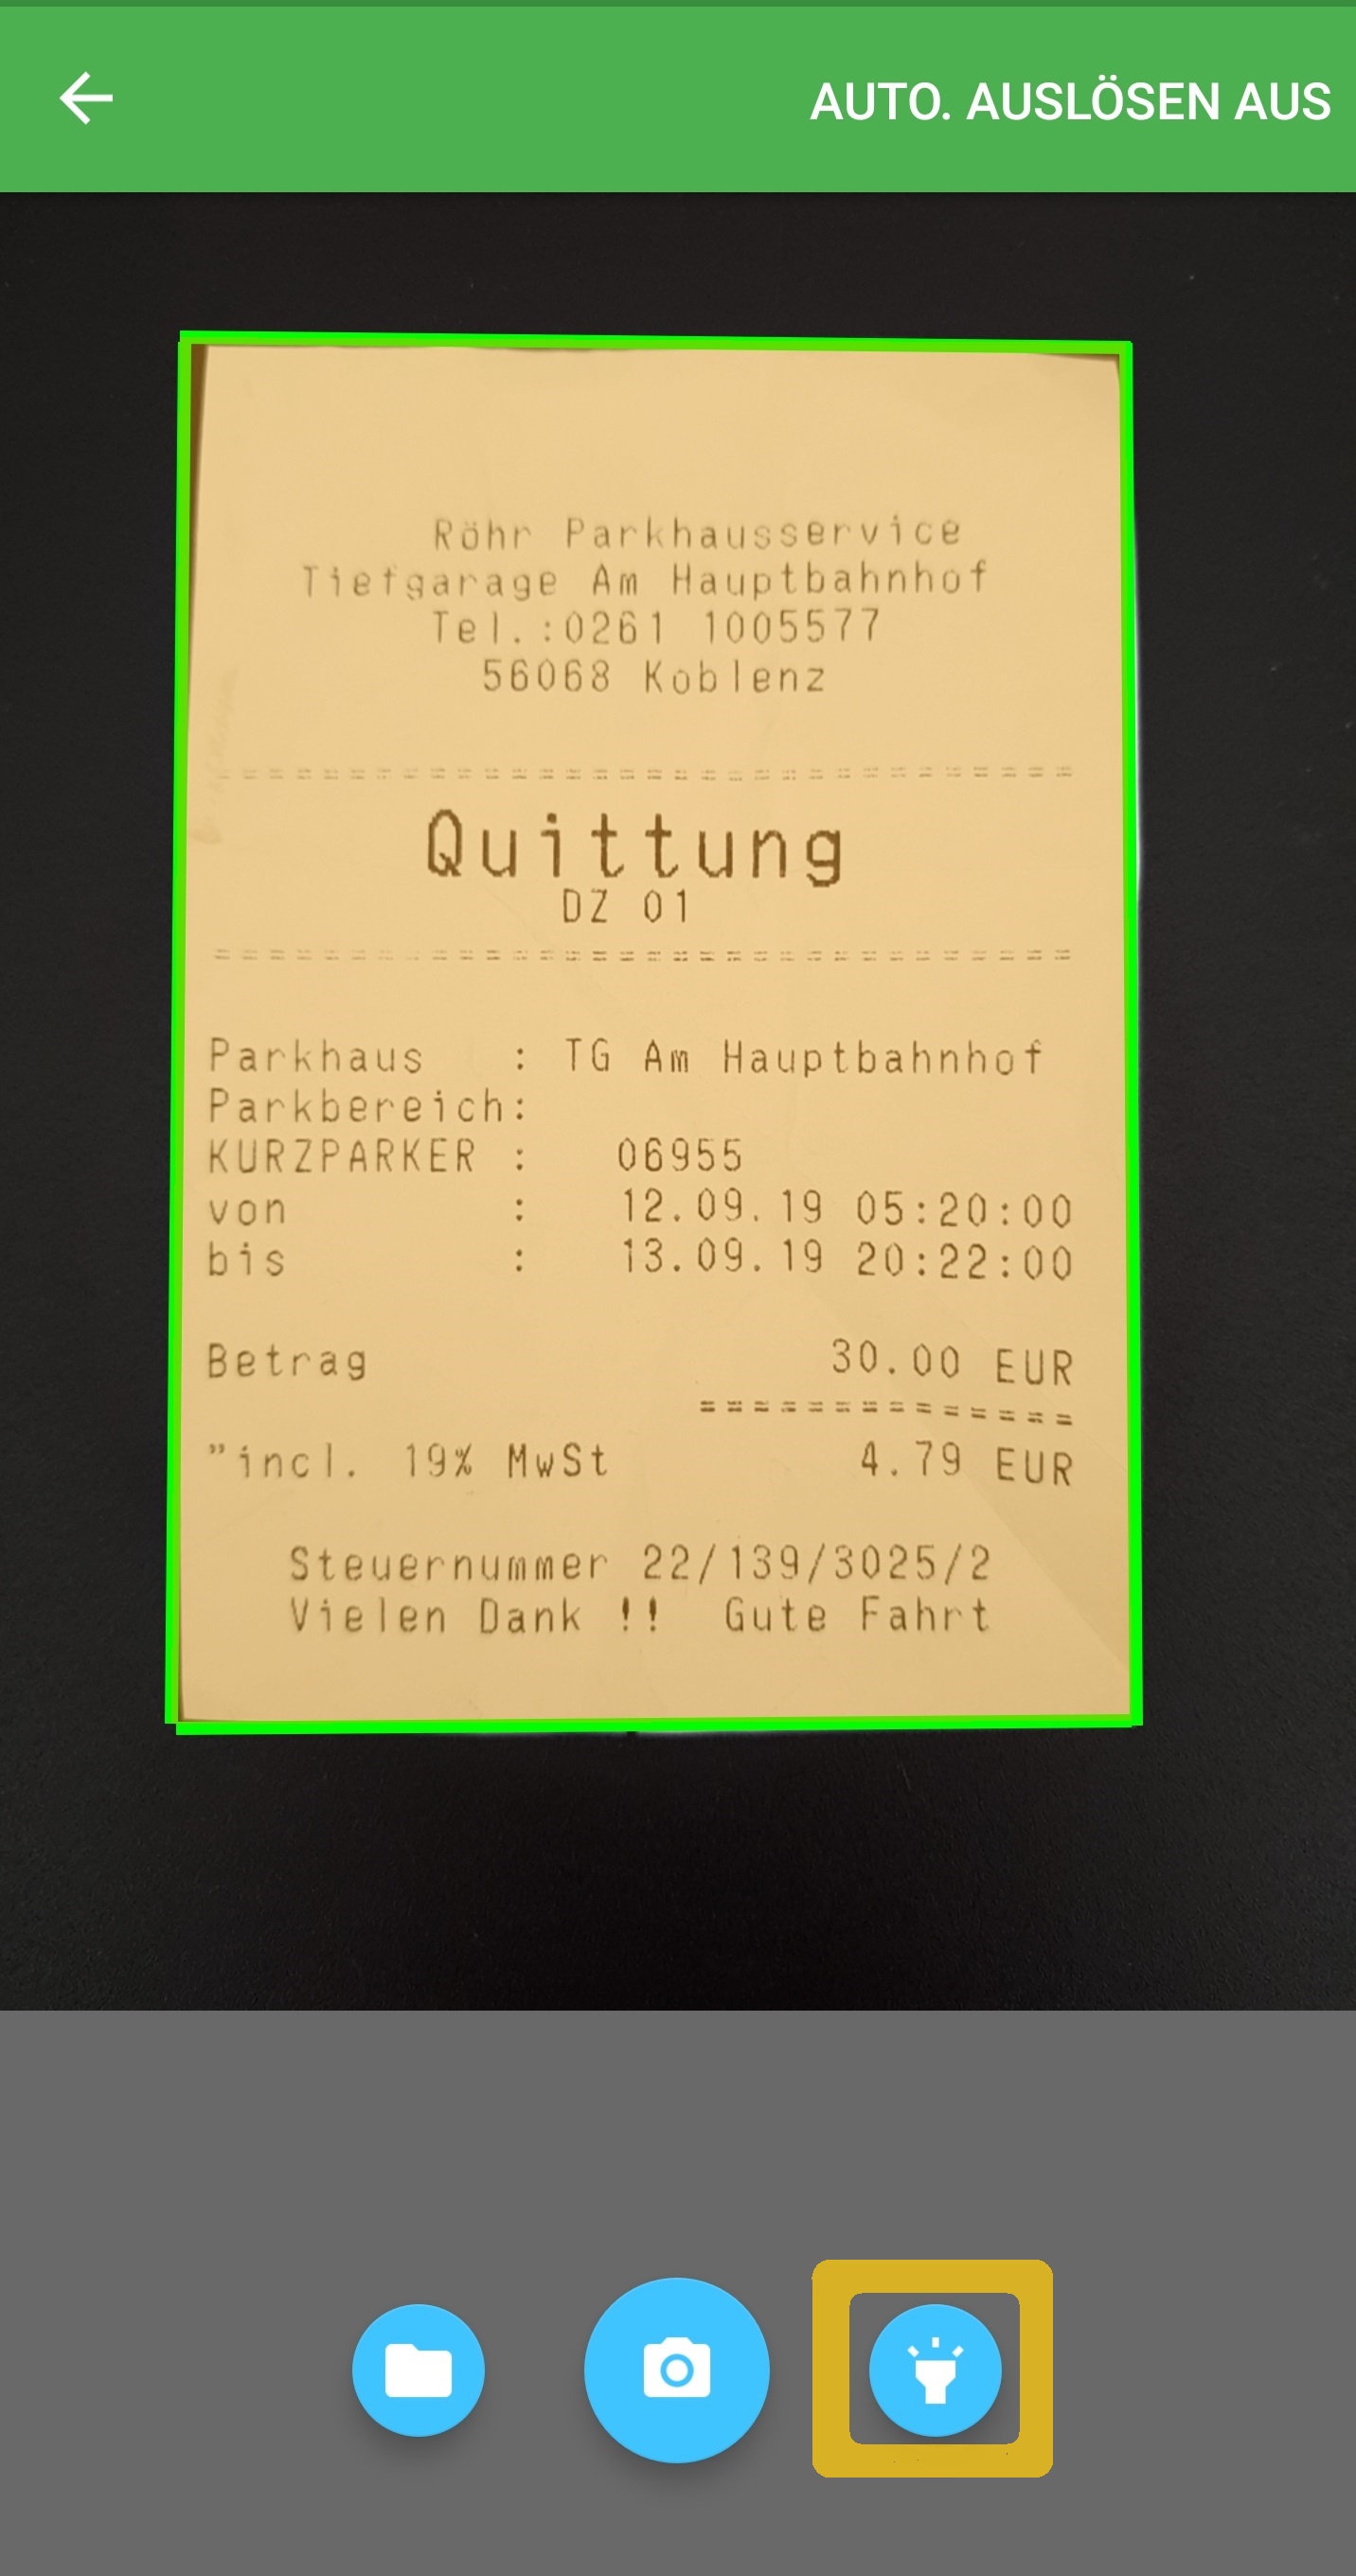 AUTO. AUSLÖSEN AUS
Röhr Parkhausservice
Tiefgarage Am Hauptbahnhof
Tel.:0261 1005577
56068 Koblenz
Quittung
DZ 01
Parkhaus : TG Am Hauptbahnhof
Parkbereich:
KURZPARKER : 06955
von : 12.09.19 05:20:00
bis : 13.09.19 20:22:00
Betrag 30.00 EUR
==============
"incl. 19% MwSt 4.79 EUR
Steuernummer 22/139/3025/2
Vielen Dank !! Gute Fahrt